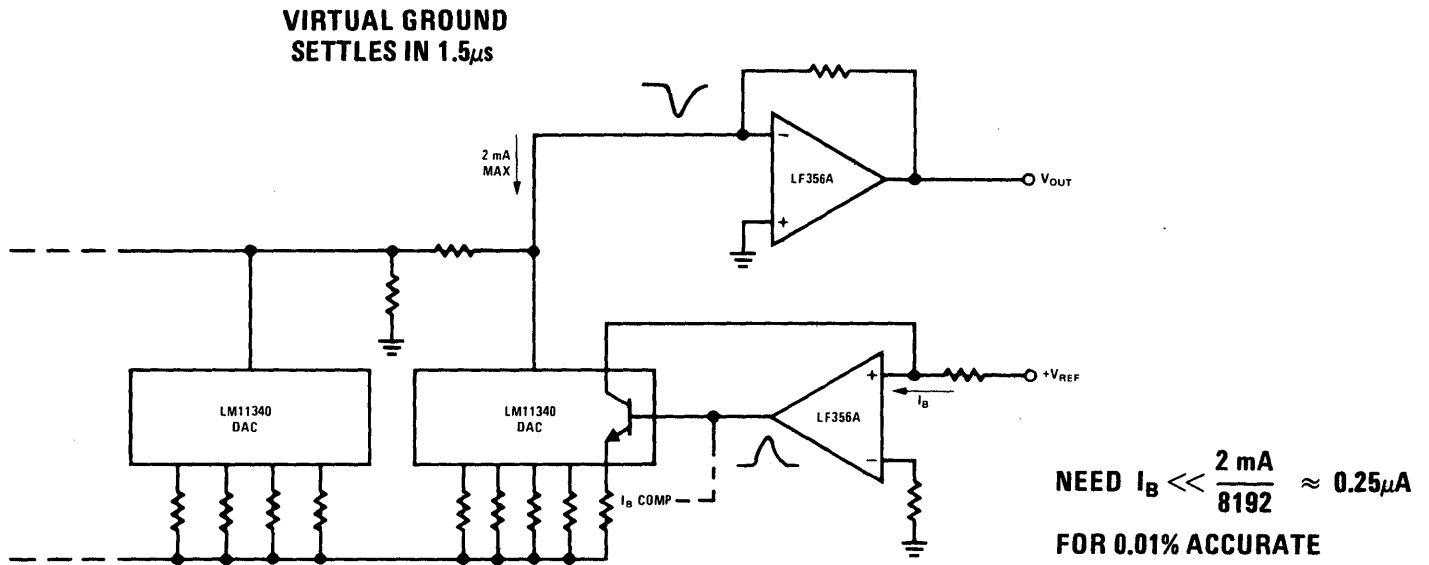 VIRTUAL GROUND
SETTLES IN 1.5μs
2 mA
MAX
−
LF356A
+
VOUT
LM11340
DAC
LM11340
DAC
+
LF356A
−
IB
+VREF
IB COMP
NEED IB << 2 mA / 8192 ≈ 0.25μA
FOR 0.01% ACCURATE